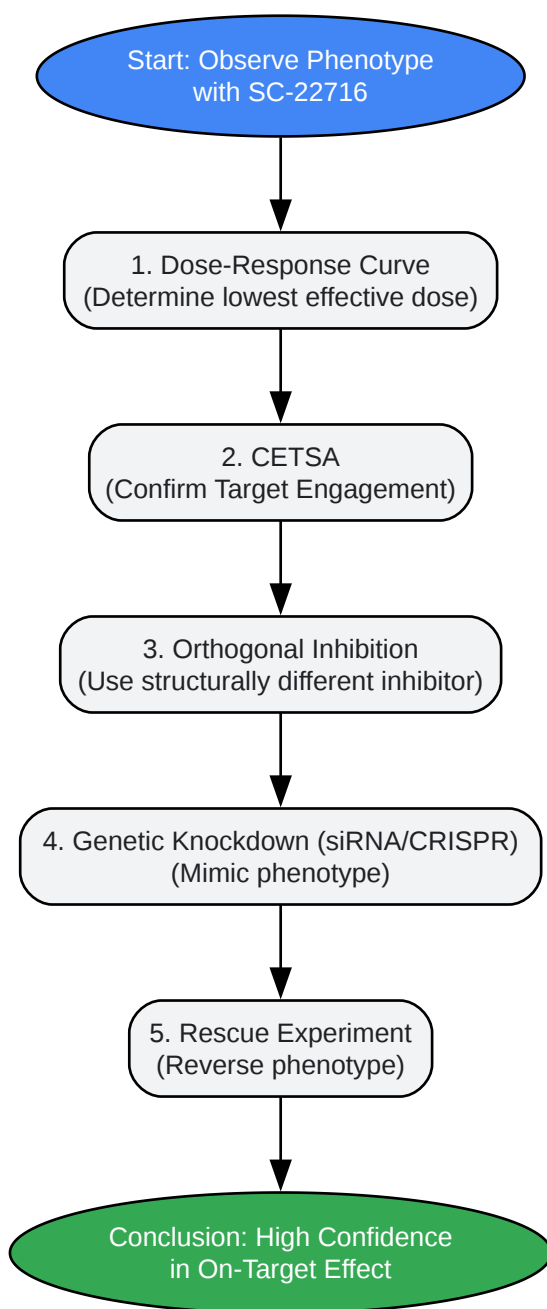 Start: Observe Phenotype
with SC-22716
1. Dose-Response Curve
(Determine lowest effective dose)
2. CETSA
(Confirm Target Engagement)
3. Orthogonal Inhibition
(Use structurally different inhibitor)
4. Genetic Knockdown (siRNA/CRISPR)
(Mimic phenotype)
5. Rescue Experiment
(Reverse phenotype)
Conclusion: High Confidence
in On-Target Effect